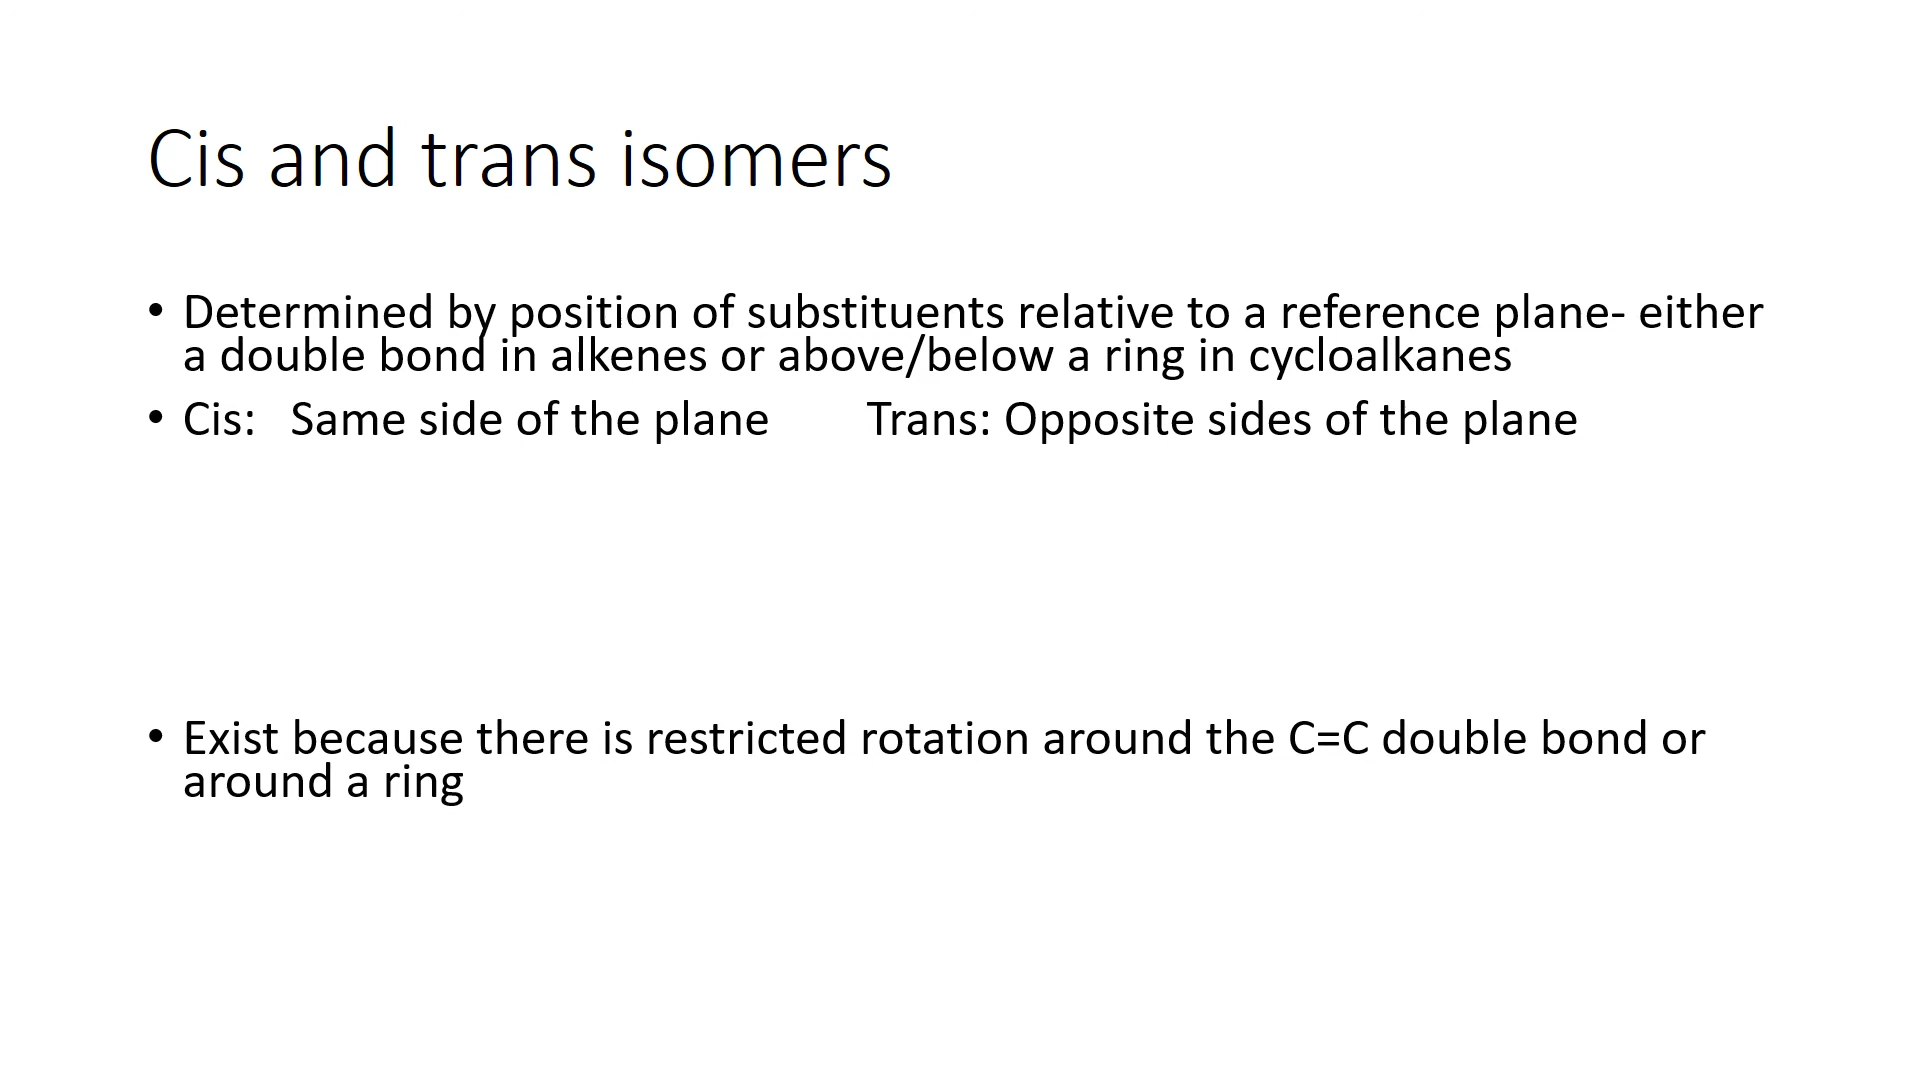 Cis and trans isomers
• Determined by position of substituents relative to a reference plane- either
a double bond in alkenes or above/below a ring in cycloalkanes
• Cis: Same side of the plane Trans: Opposite sides of the plane
• Exist because there is restricted rotation around the C=C double bond or
around a ring